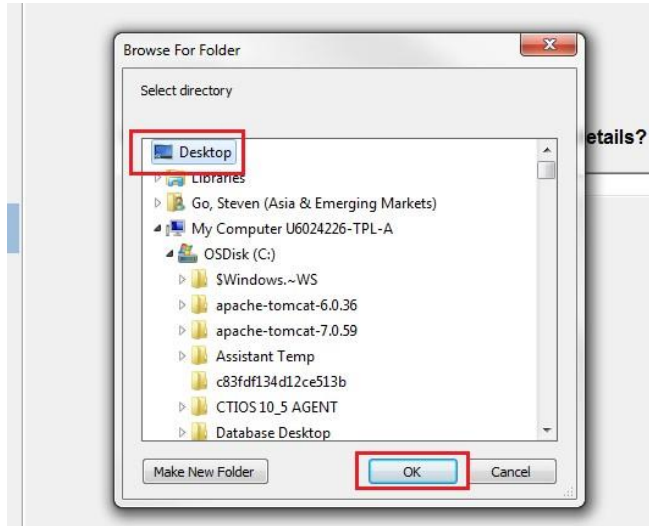 Browse For Folder
Select directory
etails?
Desktop
Libraries
Go, Steven (Asia & Emerging Markets)
My Computer U6024226-TPL-A
OSDisk (C:)
$Windows.~WS
apache-tomcat-6.0.36
apache-tomcat-7.0.59
Assistant Temp
c83fdf134d12ce513b
CTIOS 10_5 AGENT
Database Desktop
Make New Folder OK Cancel